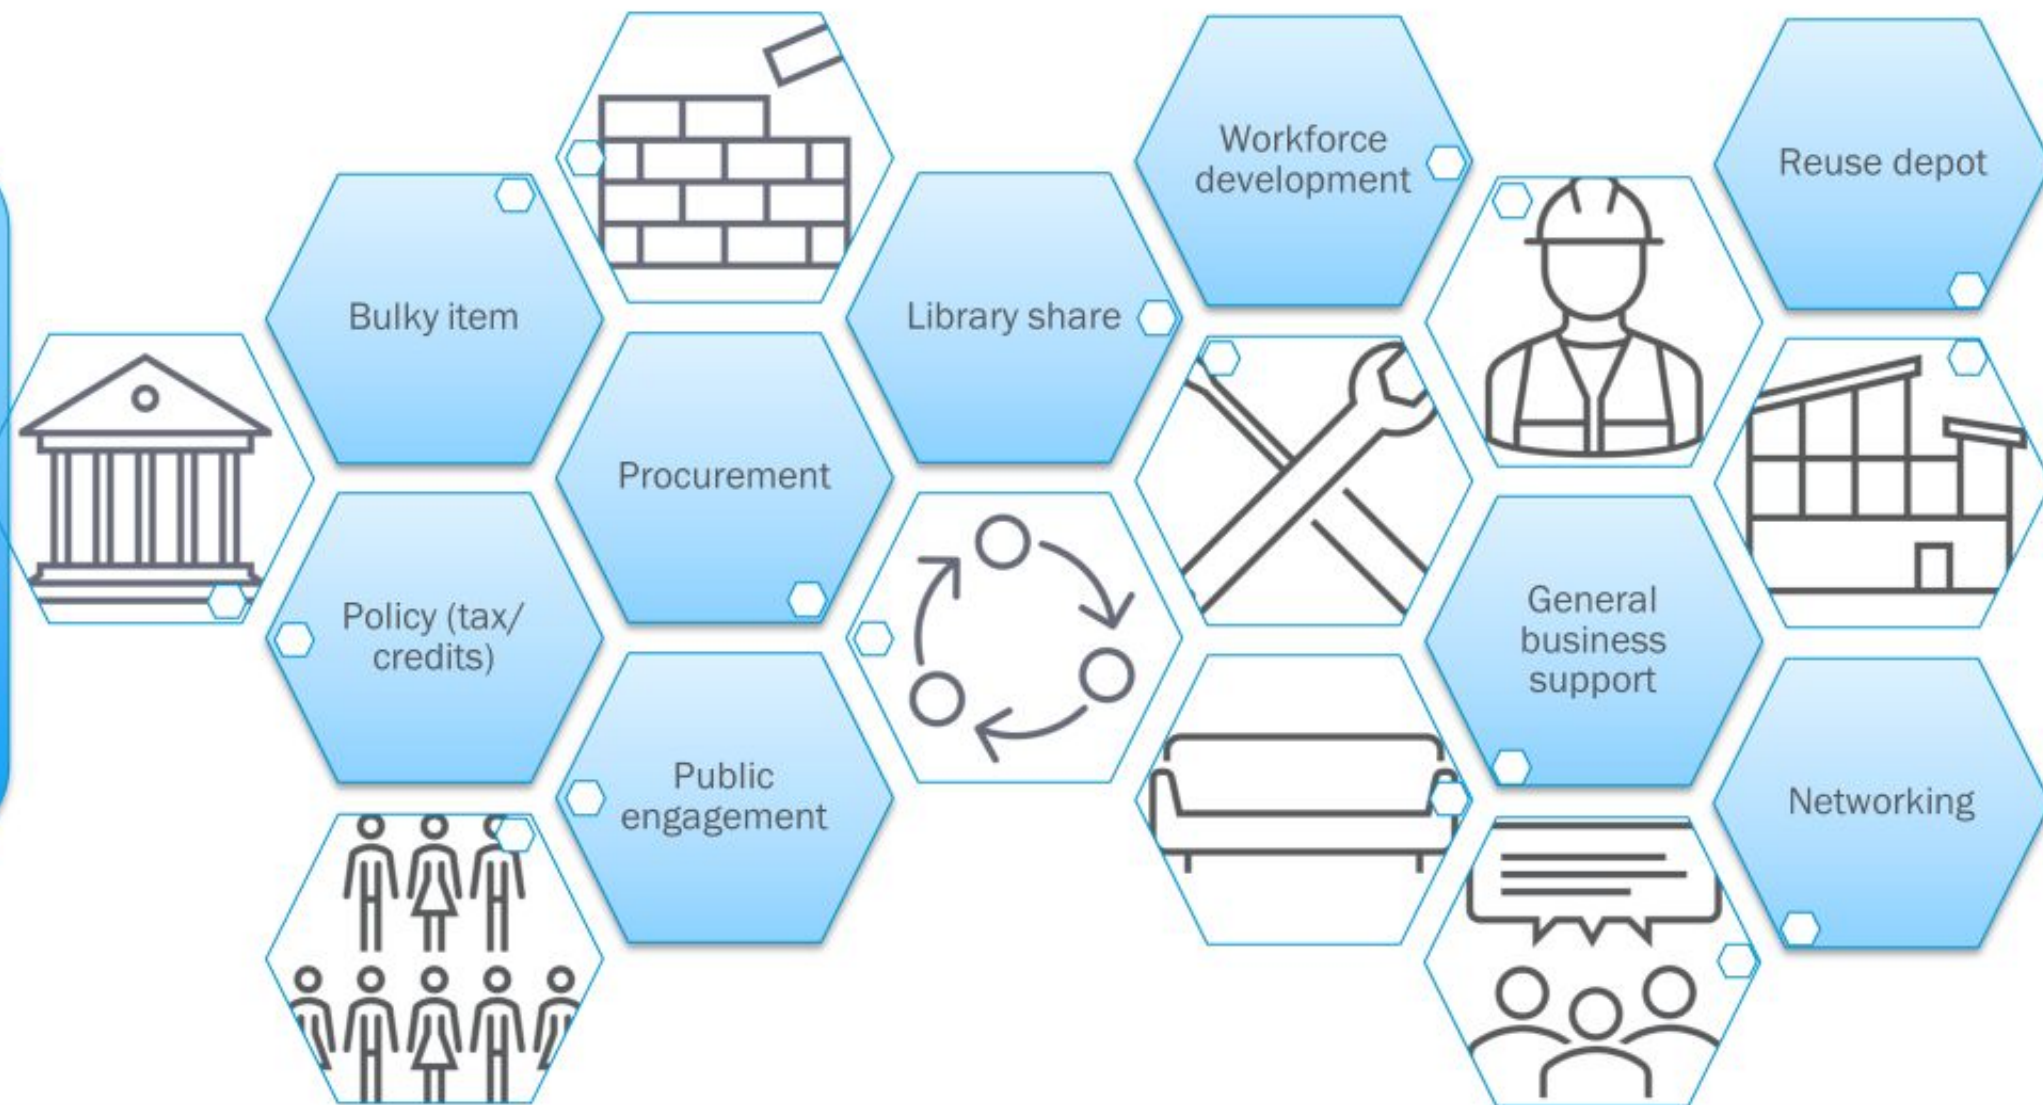 Bulky item
Policy (tax/
credits)
Procurement
Public
engagement
Library share
Workforce
development
General
business
support
Reuse depot
Networking